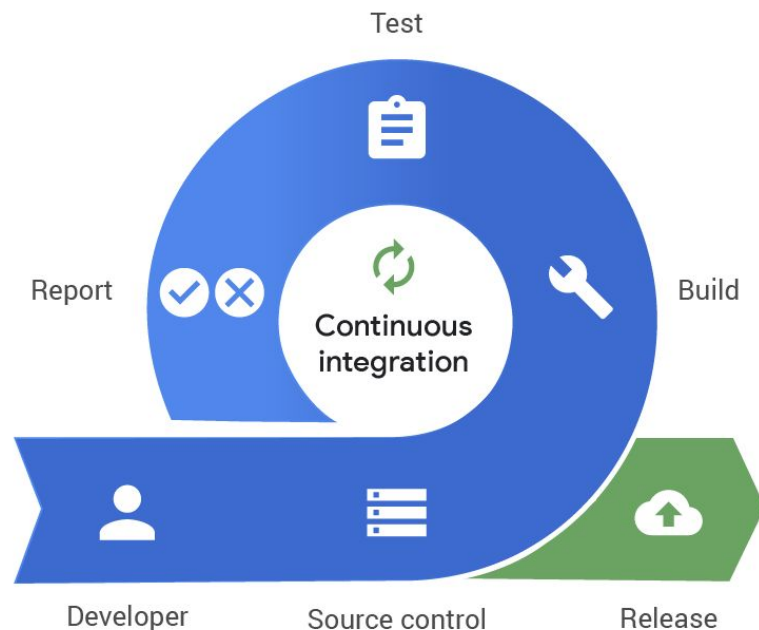 Test
Report
Build
Continuous
integration
Developer
Source control
Release